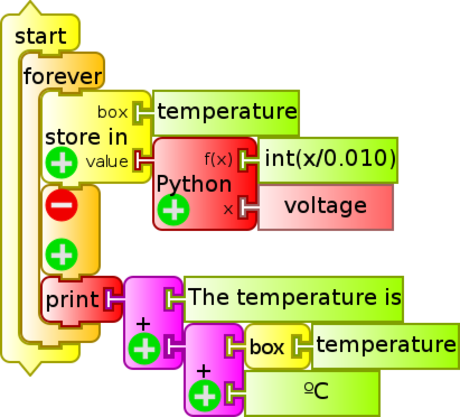 start
forever
box temperature
store in
value f(x) int(x/0.010)
Python
x voltage
print The temperature is
+
box temperature
+
ºC